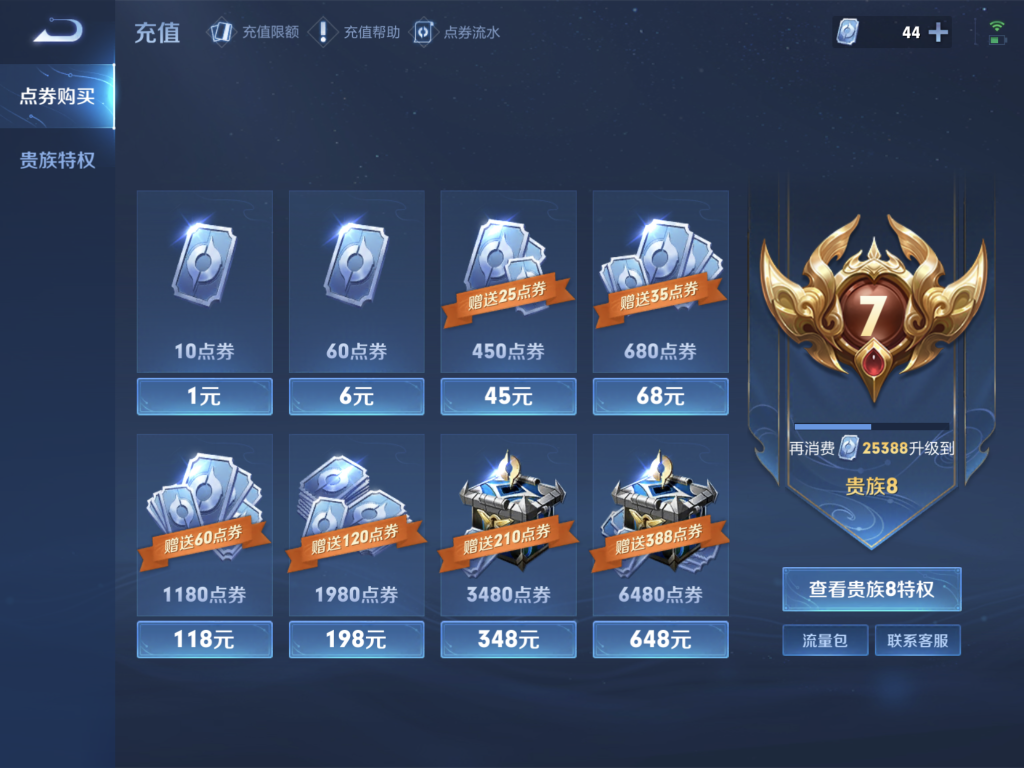 充值
充值限额
充值帮助
点券流水
44
点券购买
贵族特权
10点券
1元
60点券
6元
赠送25点券
450点券
45元
赠送35点券
680点券
68元
赠送60点券
1180点券
118元
赠送120点券
1980点券
198元
赠送210点券
3480点券
348元
赠送388点券
6480点券
648元
7
再消费25388升级到
贵族8
查看贵族8特权
流量包
联系客服